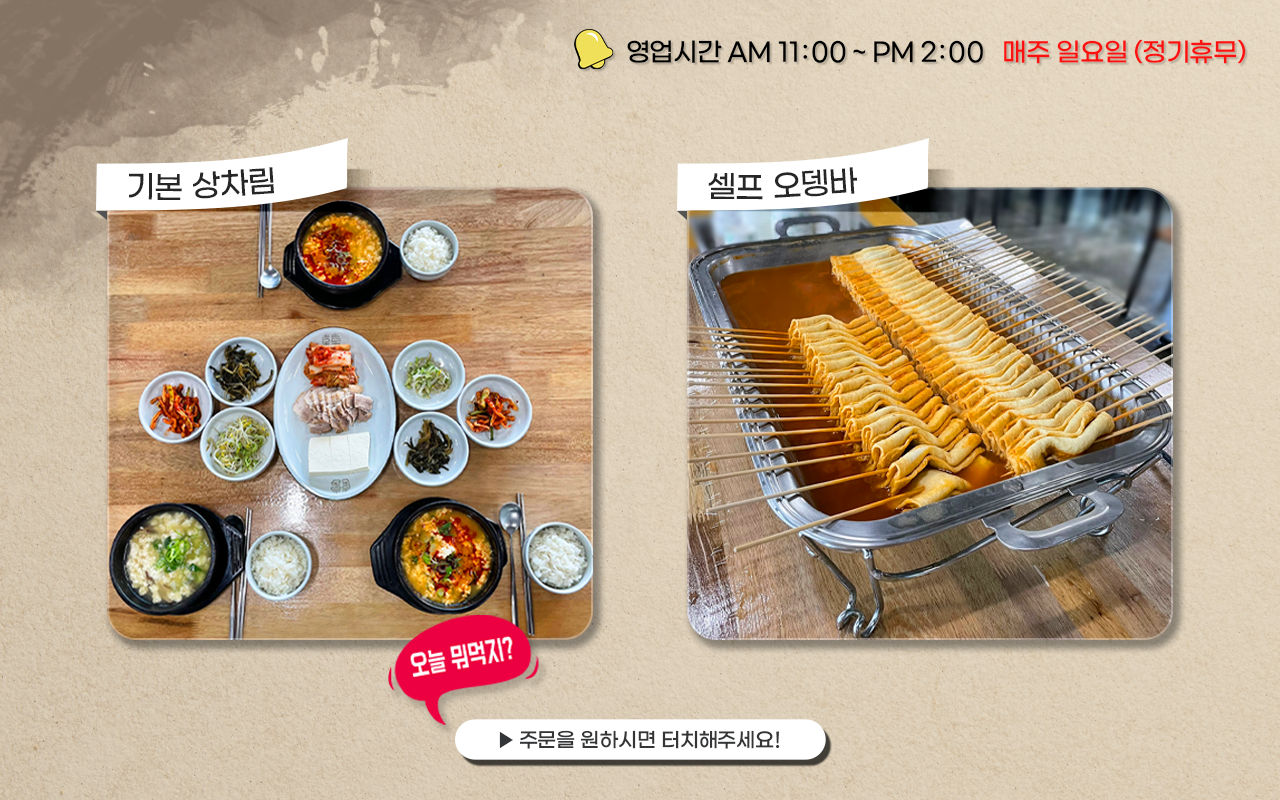 영업시간 AM 11:00 ~ PM 2:00 매주 일요일 (정기휴무)
기본 상차림
셀프 오뎅바
오늘 뭐먹지?
▶ 주문을 원하시면 터치해주세요!